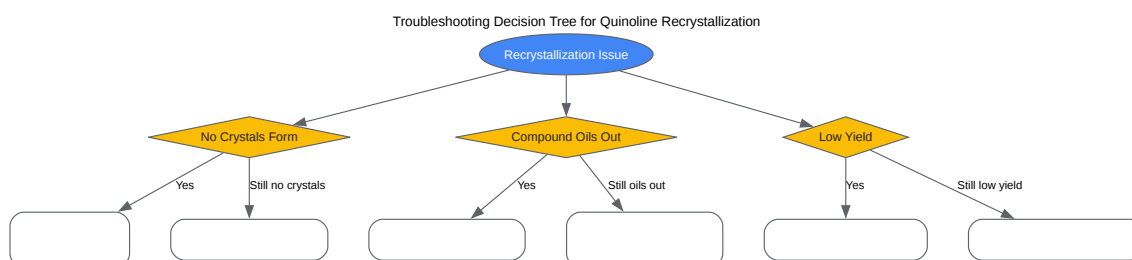 Troubleshooting Decision Tree for Quinoline Recrystallization
Recrystallization Issue
No Crystals Form
Compound Oils Out
Low Yield
Yes
Still no crystals
Yes
Still oils out
Yes
Still low yield